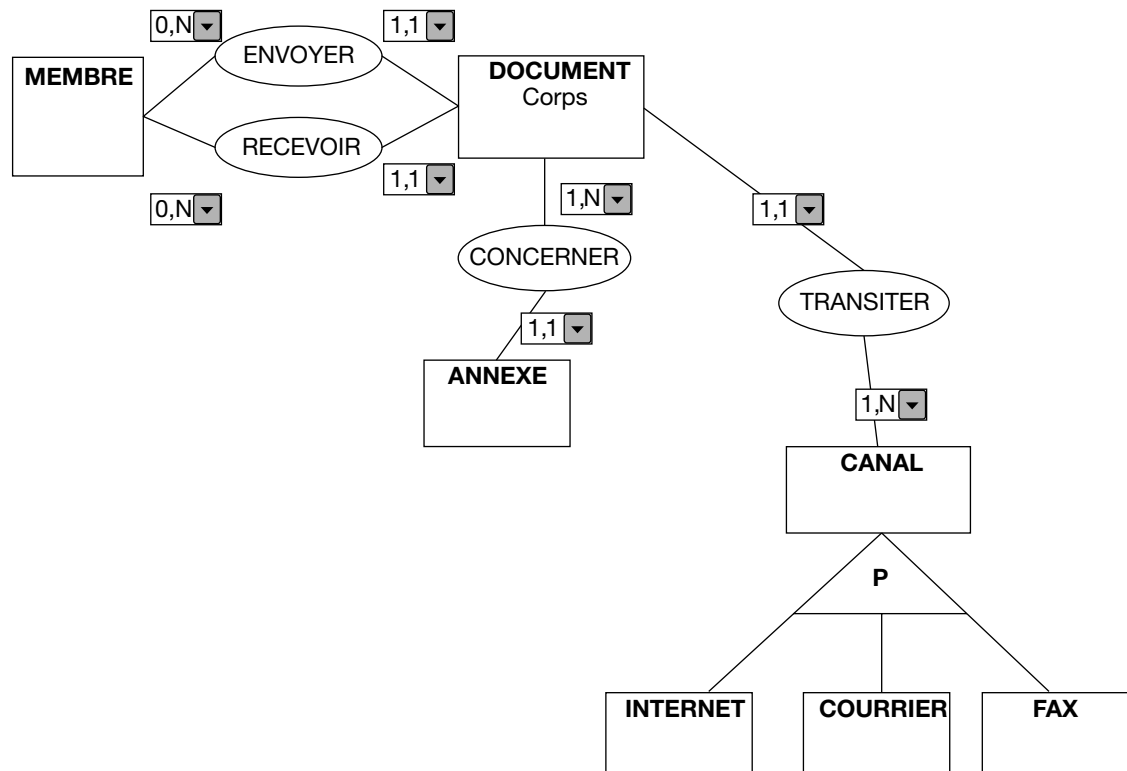 0,N
1,1
ENVOYER
MEMBRE
DOCUMENT
Corps
RECEVOIR
1,1
0,N
1,N
1,1
CONCERNER
TRANSITER
1,1
ANNEXE
1,N
CANAL
P
INTERNET
COURRIER
FAX